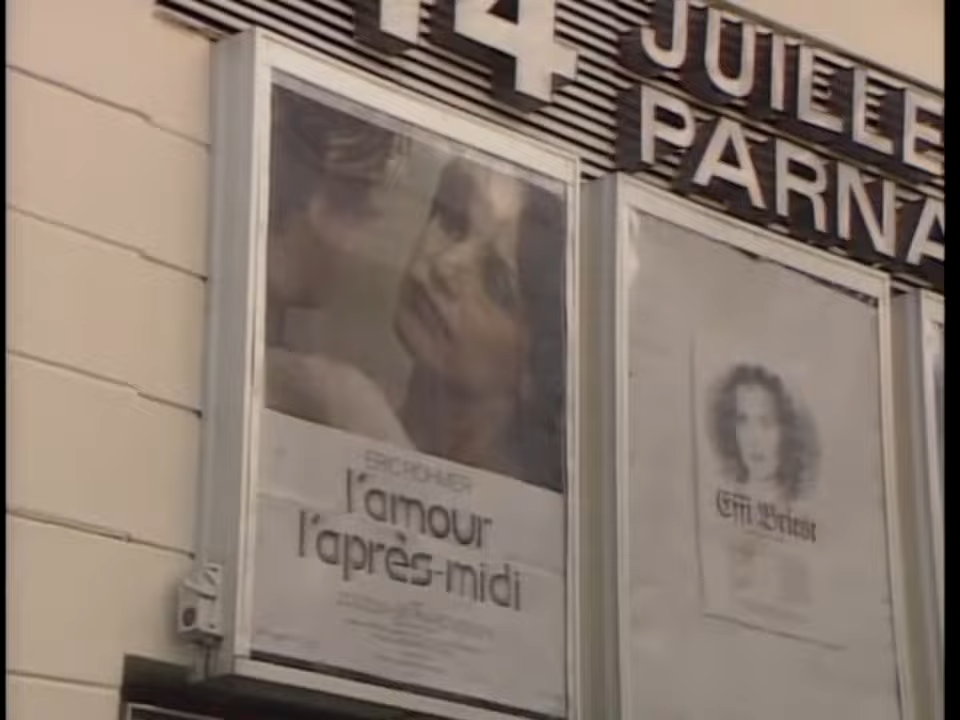 14
JUILLE
PARNA
ERIC ROHMER
l'amour
l'après-midi
Effi Briest